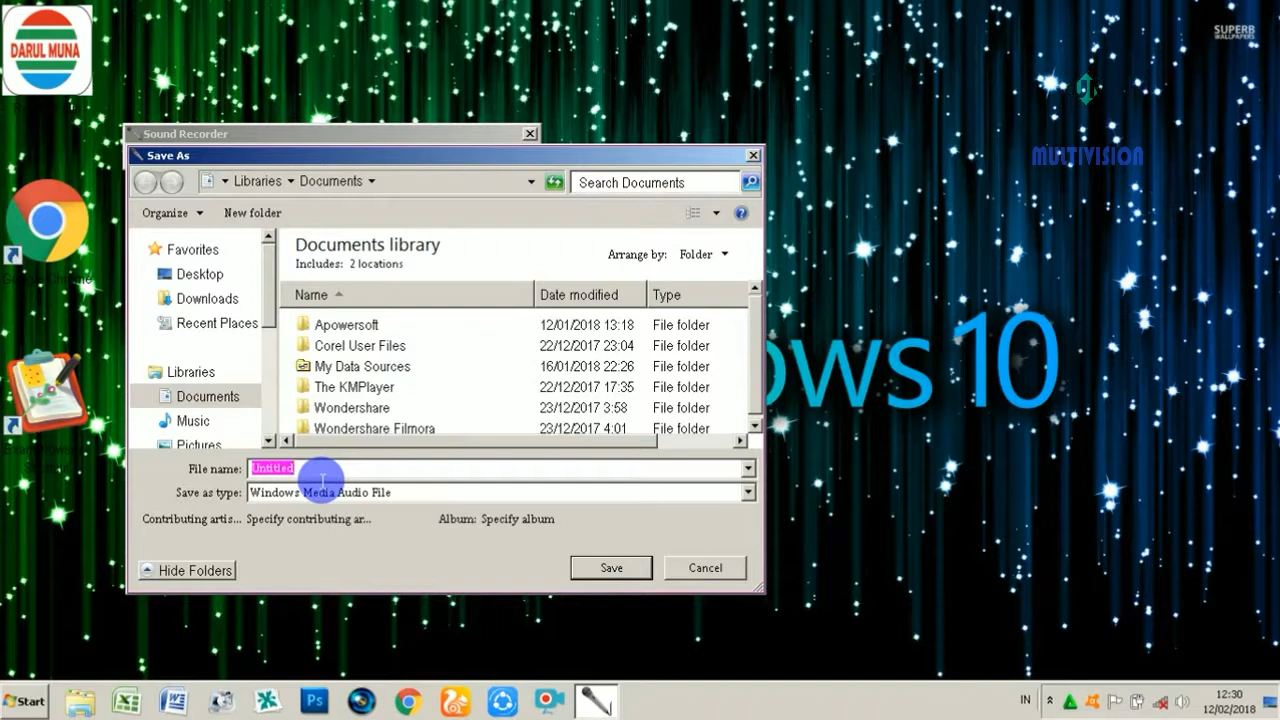 DARUL MUNA
SUPERB
WALLPAPERS
MULTIVISION
Sound Recorder
Save As
Libraries
Documents
Search Documents
Organize
New folder
Favorites
Desktop
Downloads
Recent Places
Libraries
Documents
Music
Pictures
Documents library
Includes: 2 locations
Arrange by: Folder
Name Date modified Type
Apowersoft 12/01/2018 13:18 File folder
Corel User Files 22/12/2017 23:04 File folder
My Data Sources 16/01/2018 22:26 File folder
The KMPlayer 22/12/2017 17:35 File folder
Wondershare 23/12/2017 3:58 File folder
Wondershare Filmora 23/12/2017 4:01 File folder
File name: Untitled
Save as type: Windows Media Audio File
Contributing artis... Specify contributing ar... Album: Specify album
Hide Folders
Save
Cancel
ows 10
Start
Ps
IN
12:30
12/02/2018